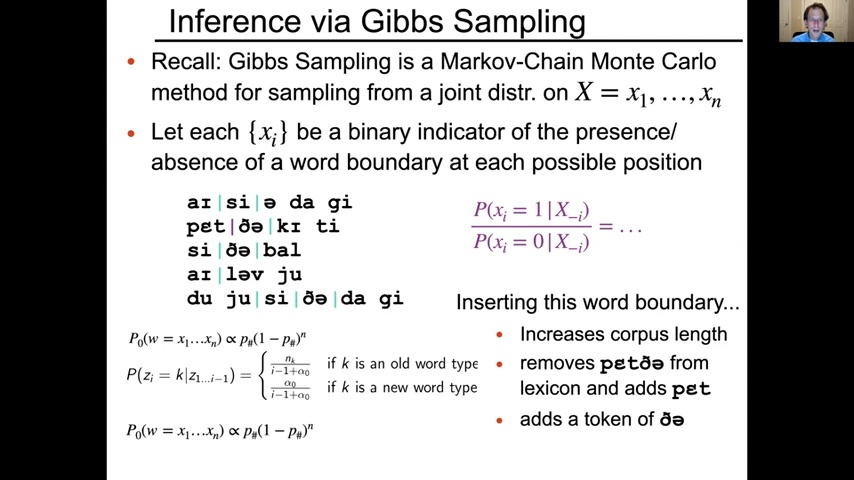 Inference via Gibbs Sampling
• Recall: Gibbs Sampling is a Markov-Chain Monte Carlo
method for sampling from a joint distr. on X = x₁, …, xₙ
• Let each {xᵢ} be a binary indicator of the presence/
absence of a word boundary at each possible position
aɪ|si|ə da gi
pɛt|ðə|kɪ ti
si|ðə|bal
aɪ|ləv ju
du ju|si|ðə|da gi
P(xᵢ = 1|X₋ᵢ)
P(xᵢ = 0|X₋ᵢ) = …
Inserting this word boundary...
• Increases corpus length
• removes pɛtðə from
lexicon and adds pɛt
• adds a token of ðə
P₀(w = x₁…xₙ) ∝ p#(1 − p#)ⁿ
P(zᵢ = k|z₁…ᵢ₋₁) = { nₖ/(i−1+α₀) if k is an old word type
α₀/(i−1+α₀) if k is a new word type
P₀(w = x₁…xₙ) ∝ p#(1 − p#)ⁿ